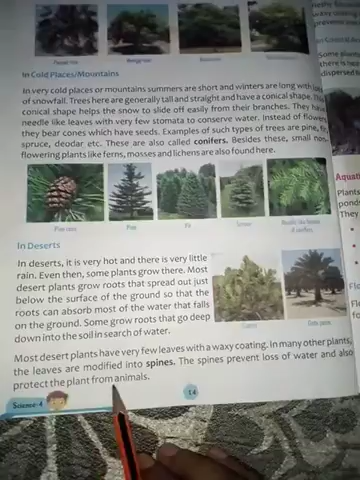 In Cold Places/Mountains
In very cold places or mountains summers are short and winters are long with lots
of snowfall. Trees here are generally tall and straight and have a conical shape. The
conical shape helps the snow to slide off easily from their branches. They have
needle like leaves with very few stomata to conserve water. Instead of flowers
they bear cones which have seeds. Examples of such types of trees are pine, fir,
spruce, deodar etc. These are also called conifers. Besides these, small non-
flowering plants like ferns, mosses and lichens are also found here.
Pine cone
Pine
Fir
Needle like leaves
of conifers
In Deserts
In deserts, it is very hot and there is very little
rain. Even then, some plants grow there. Most
desert plants grow roots that spread out just
below the surface of the ground so that the
roots can absorb most of the water that falls
on the ground. Some grow roots that go deep
down into the soil in search of water.
Cactus
Date palm
Most desert plants have very few leaves with a waxy coating. In many other plants,
the leaves are modified into spines. The spines prevent loss of water and also
protect the plant from animals.
Science-4
14
Aquati
Plants
ponds
They